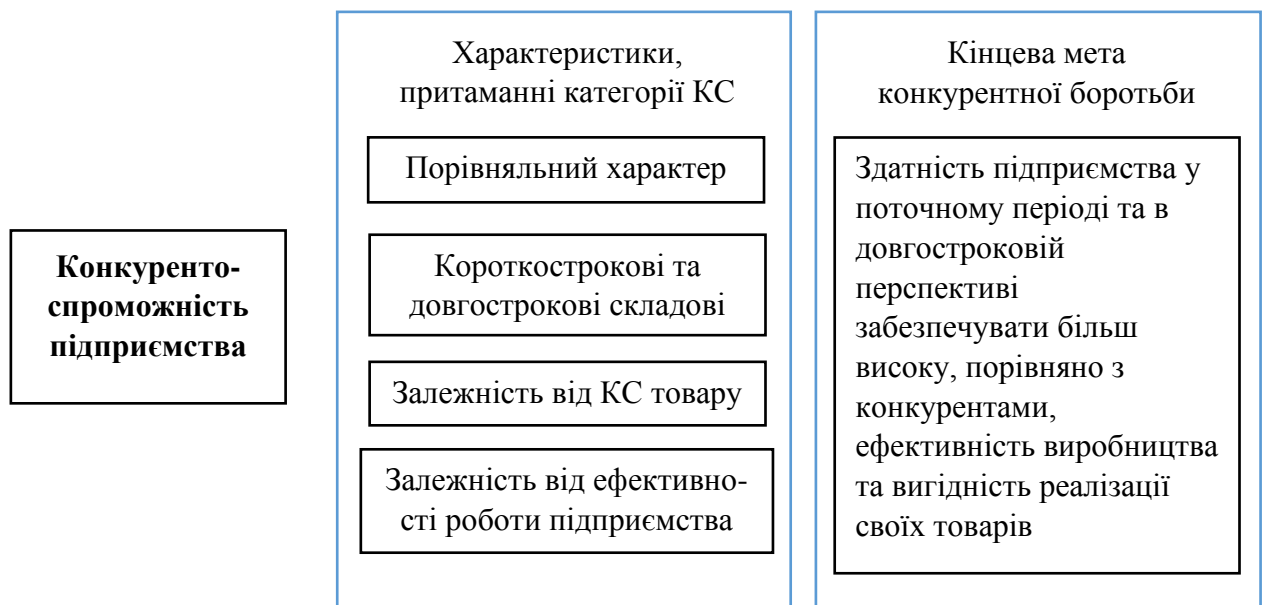 Конкуренто-
спроможність
підприємства
Характеристики,
притаманні категорії КС
Порівняльний характер
Короткострокові та
довгострокові складові
Залежність від КС товару
Залежність від ефективно-
сті роботи підприємства
Кінцева мета
конкурентної боротьби
Здатність підприємства у
поточному періоді та в
довгостроковій
перспективі
забезпечувати більш
високу, порівняно з
конкурентами,
ефективність виробництва
та вигідність реалізації
своїх товарів